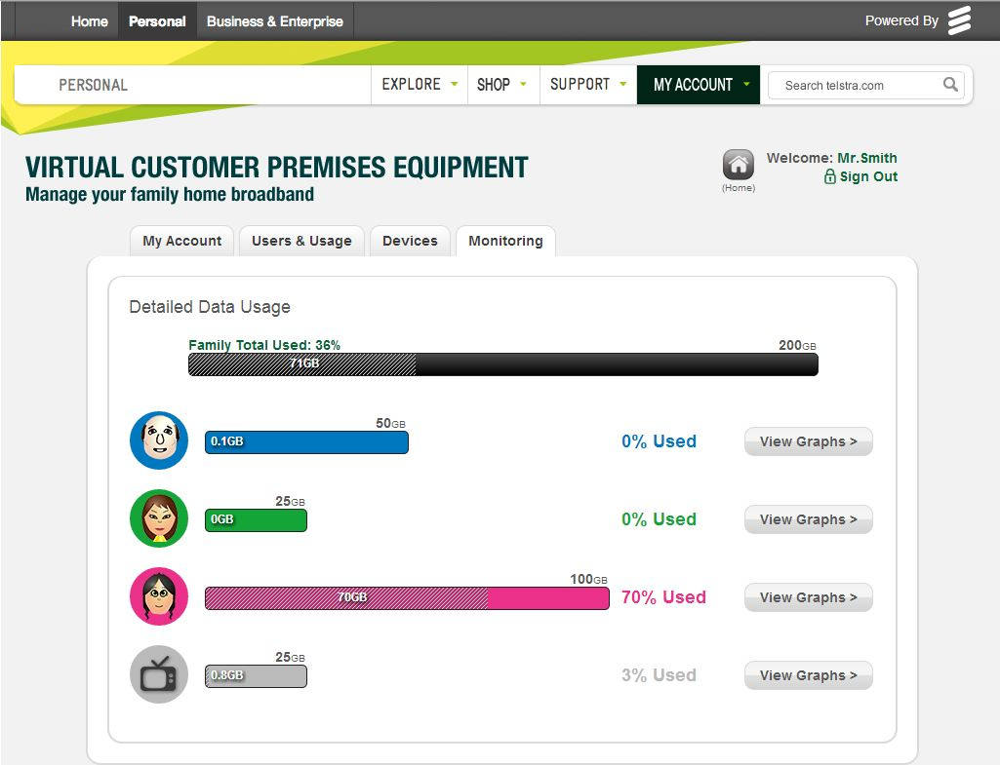 Home Personal Business & Enterprise Powered By
PERSONAL EXPLORE SHOP SUPPORT MY ACCOUNT Search telstra.com
VIRTUAL CUSTOMER PREMISES EQUIPMENT
Manage your family home broadband
(Home)
Welcome: Mr.Smith
Sign Out
My Account Users & Usage Devices Monitoring
Detailed Data Usage
Family Total Used: 36% 200GB
71GB
50GB
0.1GB 0% Used View Graphs >
25GB
0GB 0% Used View Graphs >
100GB
70GB 70% Used View Graphs >
25GB
0.8GB 3% Used View Graphs >